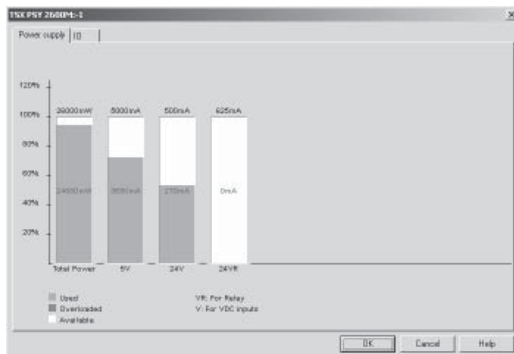 TSX PSY 2600M:-1
Power supply IO
120%
100%
80%
60%
40%
20%
26000mW 5000mA 500mA 625mA
270mA 0mA
Total Power 5V 24V 24VR
Used VR: For Relay
Overloaded V: For VDC inputs
Available
OK Cancel Help